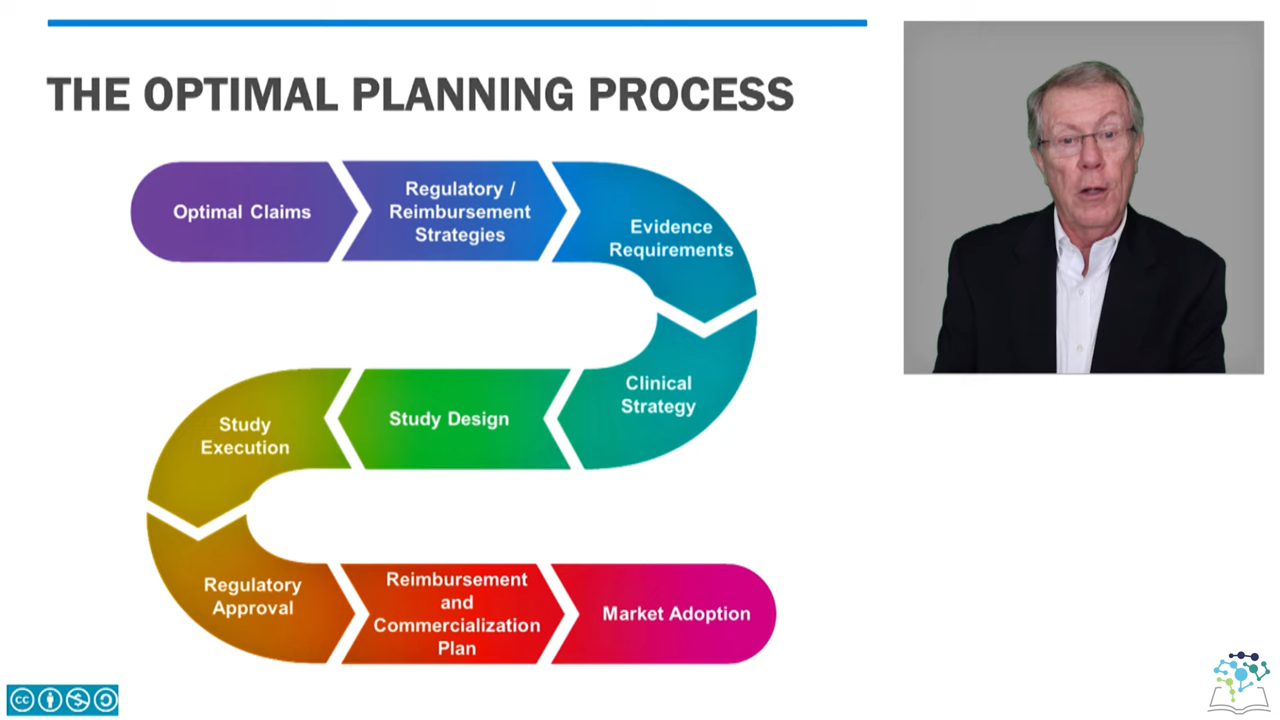 THE OPTIMAL PLANNING PROCESS
Optimal Claims
Regulatory /
Reimbursement
Strategies
Evidence
Requirements
Clinical
Strategy
Study Design
Study
Execution
Regulatory
Approval
Reimbursement
and
Commercialization
Plan
Market Adoption
cc